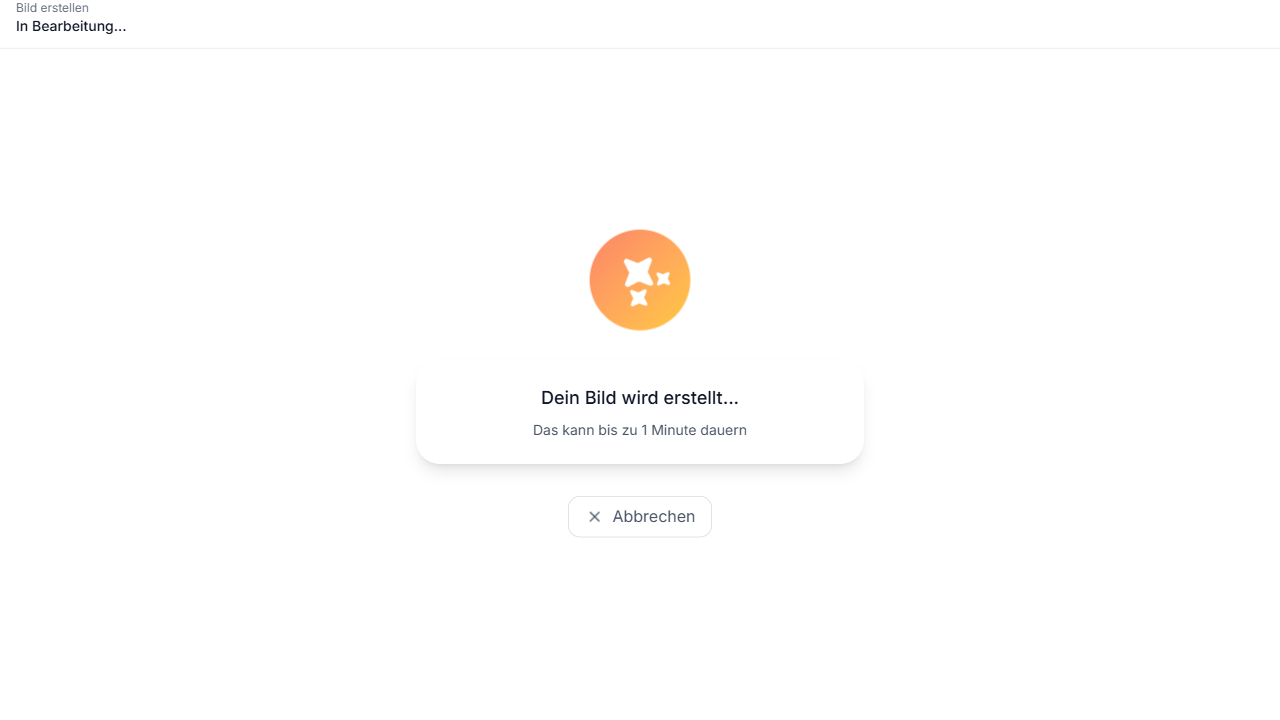 Bild erstellen
In Bearbeitung...
Dein Bild wird erstellt...
Das kann bis zu 1 Minute dauern
Abbrechen